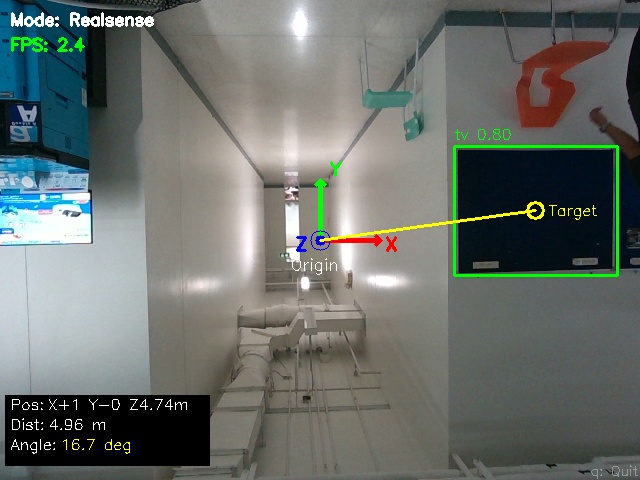 Mode: Realsense
FPS: 2.4
tv 0.80
Y
Target
Z
X
Origin
Pos: X+1 Y-0 Z4.74m
Dist: 4.96 m
Angle: 16.7 deg
q: Quit